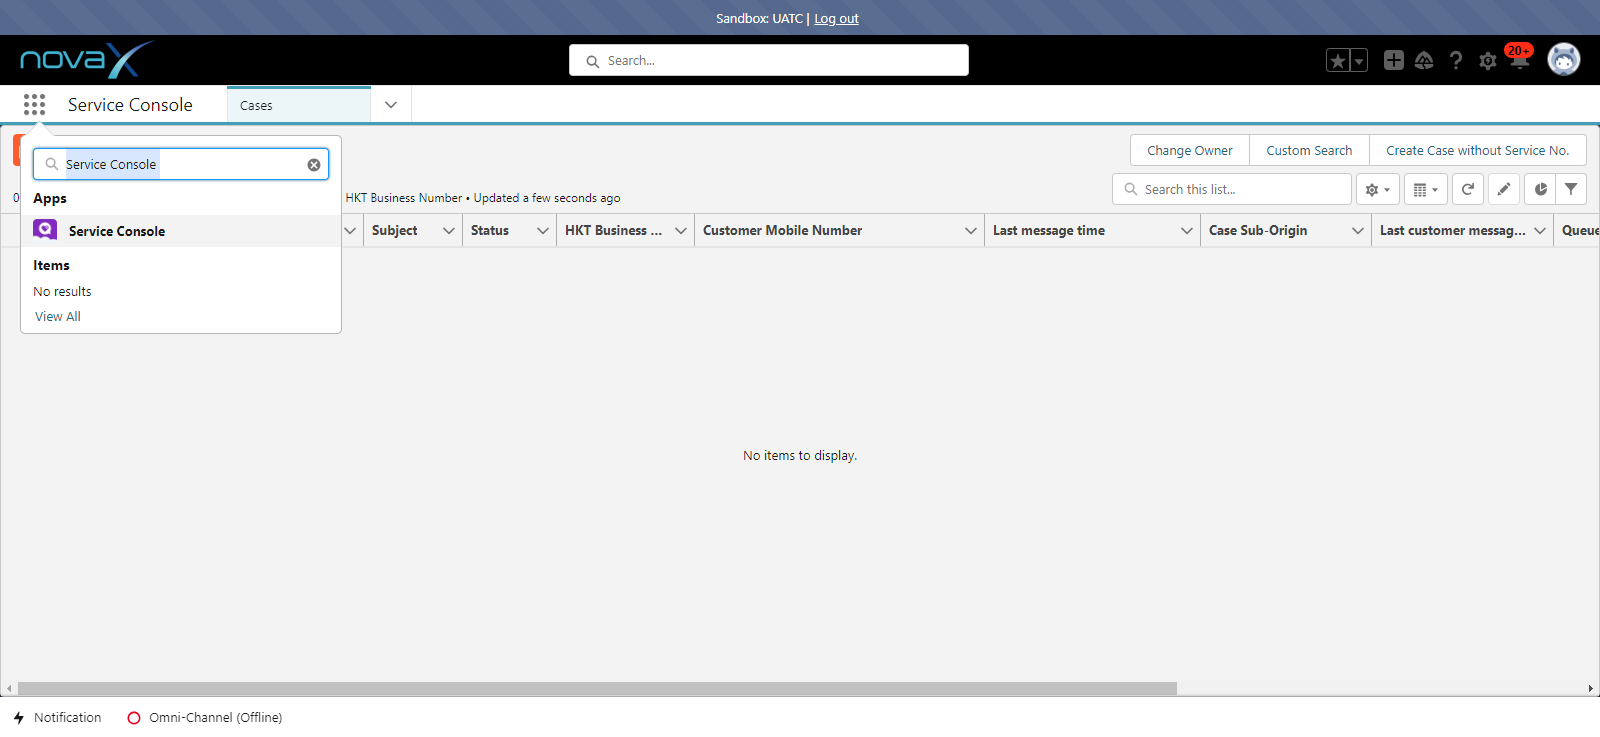 Sandbox: UATC | Log out
novaX
Search...
20+
Service Console
Cases
Service Console
Apps
Service Console
Items
No results
View All
Change Owner
Custom Search
Create Case without Service No.
0
HKT Business Number • Updated a few seconds ago
Search this list...
Subject
Status
HKT Business ...
Customer Mobile Number
Last message time
Case Sub-Origin
Last customer messag...
Queue
No items to display.
Notification
Omni-Channel (Offline)